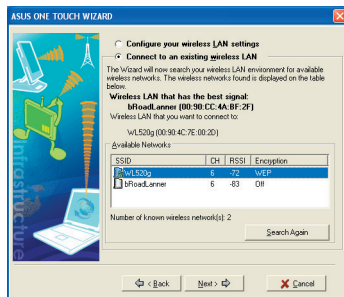 ASUS ONE TOUCH WIZARD
Configure your wireless LAN settings
Connect to an existing wireless LAN
The Wizard will now search your wireless LAN environment for available
wireless networks. The wireless networks found is displayed on the table
below.
Wireless LAN that has the best signal:
bRoadLanner (00:90:CC:4A:BF:2F)
Wireless LAN that you want to connect to:
WL520g (00:90:4C:7E:00:2D)
Available Networks
SSID CH RSSI Encryption
WL520g 6 -72 WEP
bRoadLanner 6 -83 Off
Number of known wireless network(s): 2
Search Again
< Back Next > Cancel
Infrastructure